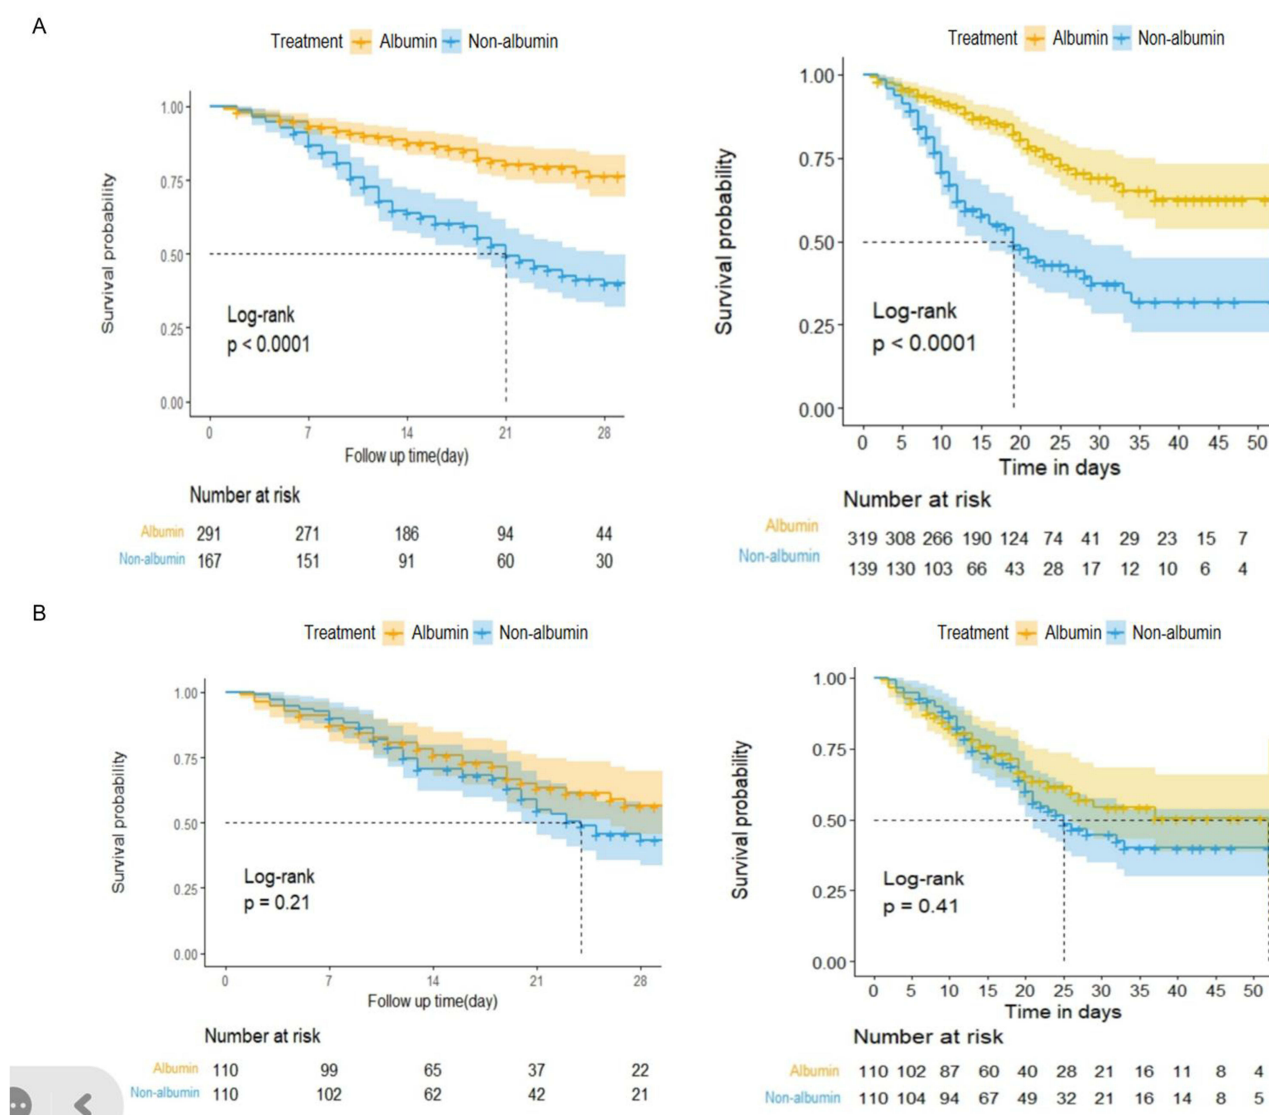 A
Treatment Albumin Non-albumin
1.00
0.75
0.50
0.25
0.00
Survival probability
Log-rank
p < 0.0001
0 7 14 21 28
Follow up time(day)
Number at risk
Albumin 291 271 186 94 44
Non-albumin 167 151 91 60 30
Treatment Albumin Non-albumin
1.00
0.75
0.50
0.25
0.00
Survival probability
Log-rank
p < 0.0001
0 5 10 15 20 25 30 35 40 45 50
Time in days
Number at risk
Albumin 319 308 266 190 124 74 41 29 23 15 7
Non-albumin 139 130 103 66 43 28 17 12 10 6 4
B
Treatment Albumin Non-albumin
1.00
0.75
0.50
0.25
0.00
Survival probability
Log-rank
p = 0.21
0 7 14 21 28
Follow up time(day)
Number at risk
Albumin 110 99 65 37 22
Non-albumin 110 102 62 42 21
Treatment Albumin Non-albumin
1.00
0.75
0.50
0.25
0.00
Survival probability
Log-rank
p = 0.41
0 5 10 15 20 25 30 35 40 45 50
Time in days
Number at risk
Albumin 110 102 87 60 40 28 21 16 11 8 4
Non-albumin 110 104 94 67 49 32 21 16 14 8 5